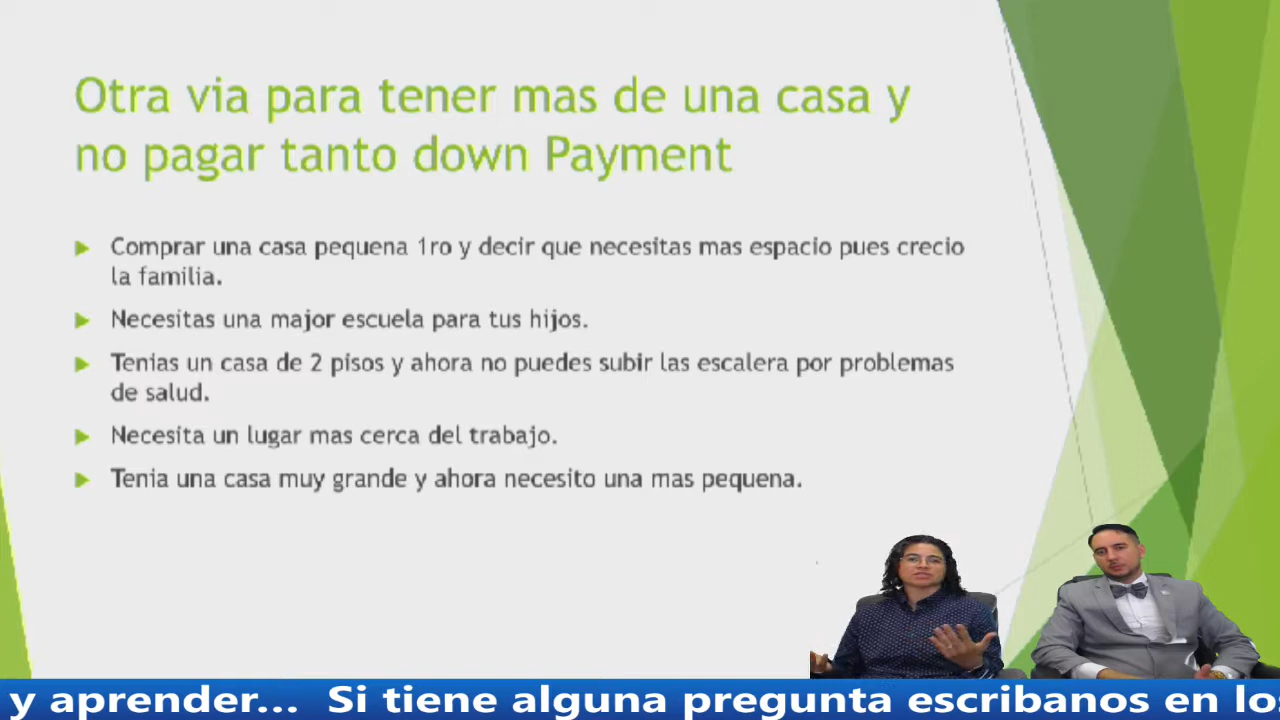 Otra via para tener mas de una casa y
no pagar tanto down Payment
Comprar una casa pequena 1ro y decir que necesitas mas espacio pues crecio
la familia.
Necesitas una major escuela para tus hijos.
Tenias un casa de 2 pisos y ahora no puedes subir las escalera por problemas
de salud.
Necesita un lugar mas cerca del trabajo.
Tenia una casa muy grande y ahora necesito una mas pequena.
y aprender... Si tiene alguna pregunta escribanos en los